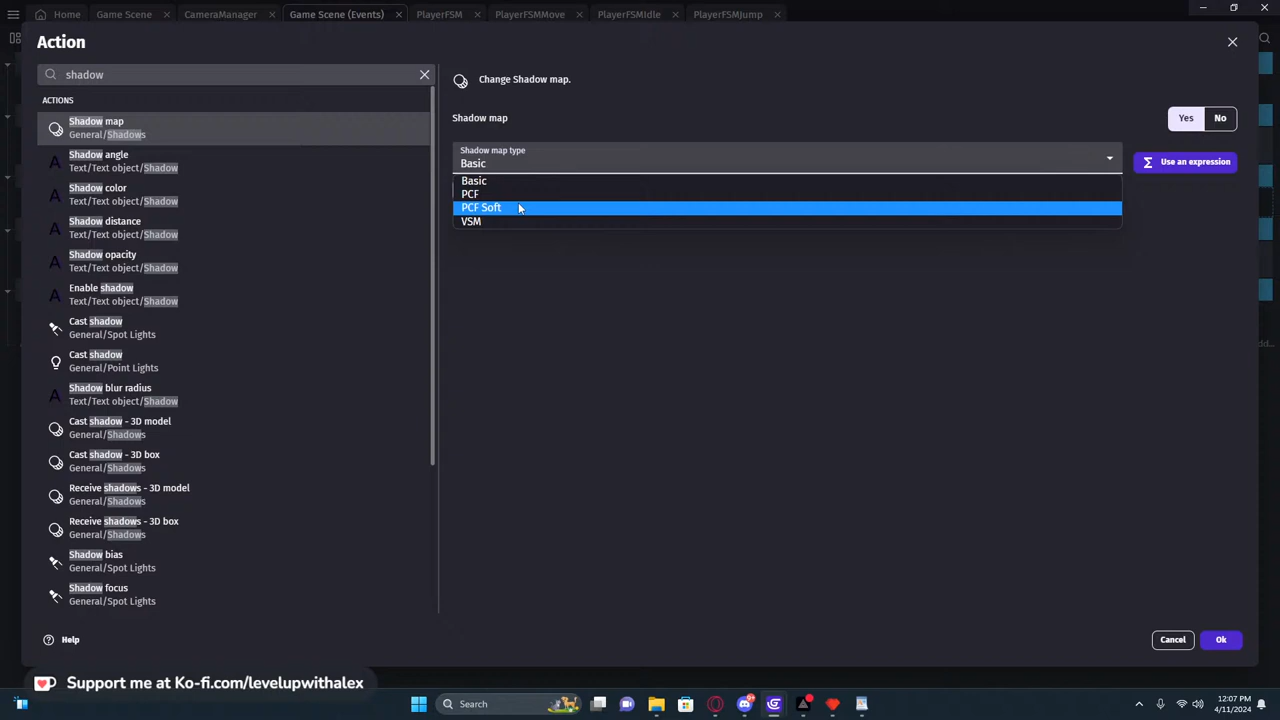 Home
Game Scene
CameraManager
Game Scene (Events)
PlayerFSM
PlayerFSMMove
PlayerFSMIdle
PlayerFSMJump
Action
shadow
ACTIONS
Shadow map
General/Shadows
Shadow angle
Text/Text object/Shadow
Shadow color
Text/Text object/Shadow
Shadow distance
Text/Text object/Shadow
Shadow opacity
Text/Text object/Shadow
Enable shadow
Text/Text object/Shadow
Cast shadow
General/Spot Lights
Cast shadow
General/Point Lights
Shadow blur radius
Text/Text object/Shadow
Cast shadow - 3D model
General/Shadows
Cast shadow - 3D box
General/Shadows
Receive shadows - 3D model
General/Shadows
Receive shadows - 3D box
General/Shadows
Shadow bias
General/Spot Lights
Shadow focus
General/Spot Lights
Help
Change Shadow map.
Shadow map
Yes
No
Shadow map type
Basic
Use an expression
Basic
PCF
PCF Soft
VSM
Cancel
Ok
Support me at Ko-fi.com/levelupwithalex
Search
12:07 PM
4/11/2024